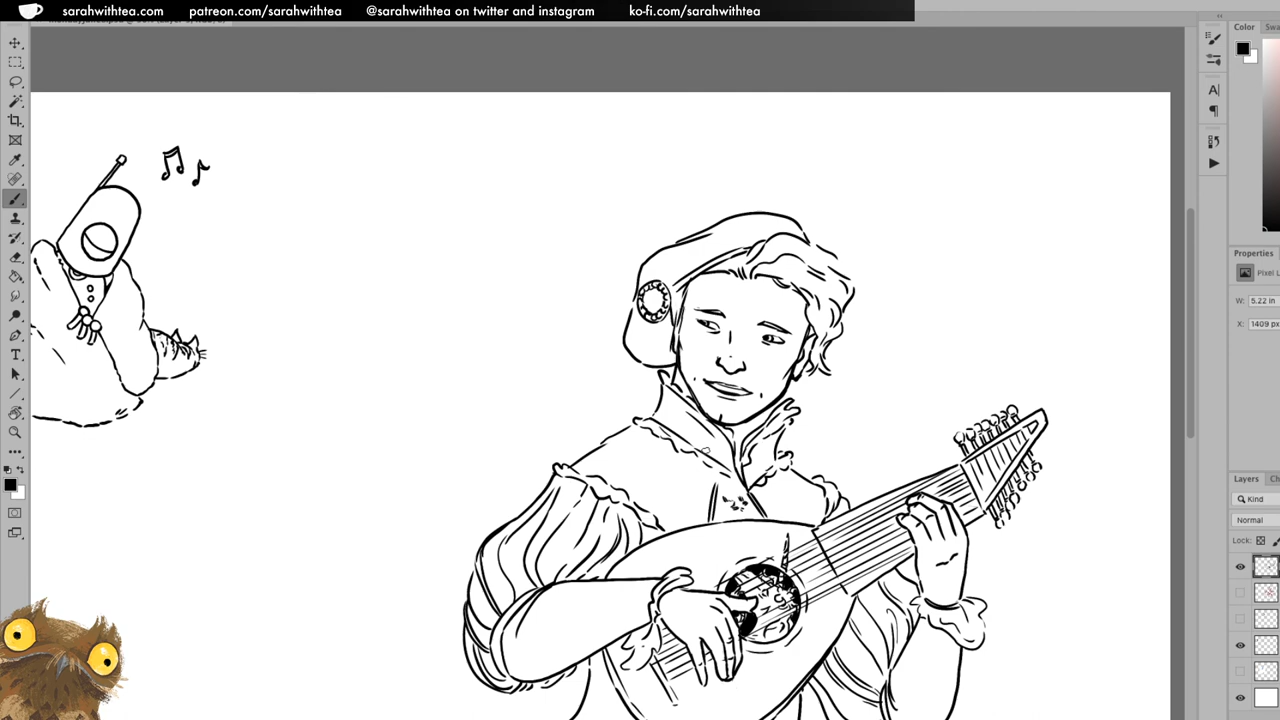 sarahwithtea.com patreon.com/sarahwithtea @sarahwithtea on twitter and instagram ko-fi.com/sarahwithtea
Color
Properties
Pixel L
W: 5.22 in
X: 1409 px
Layers
Kind
Normal
Lock: